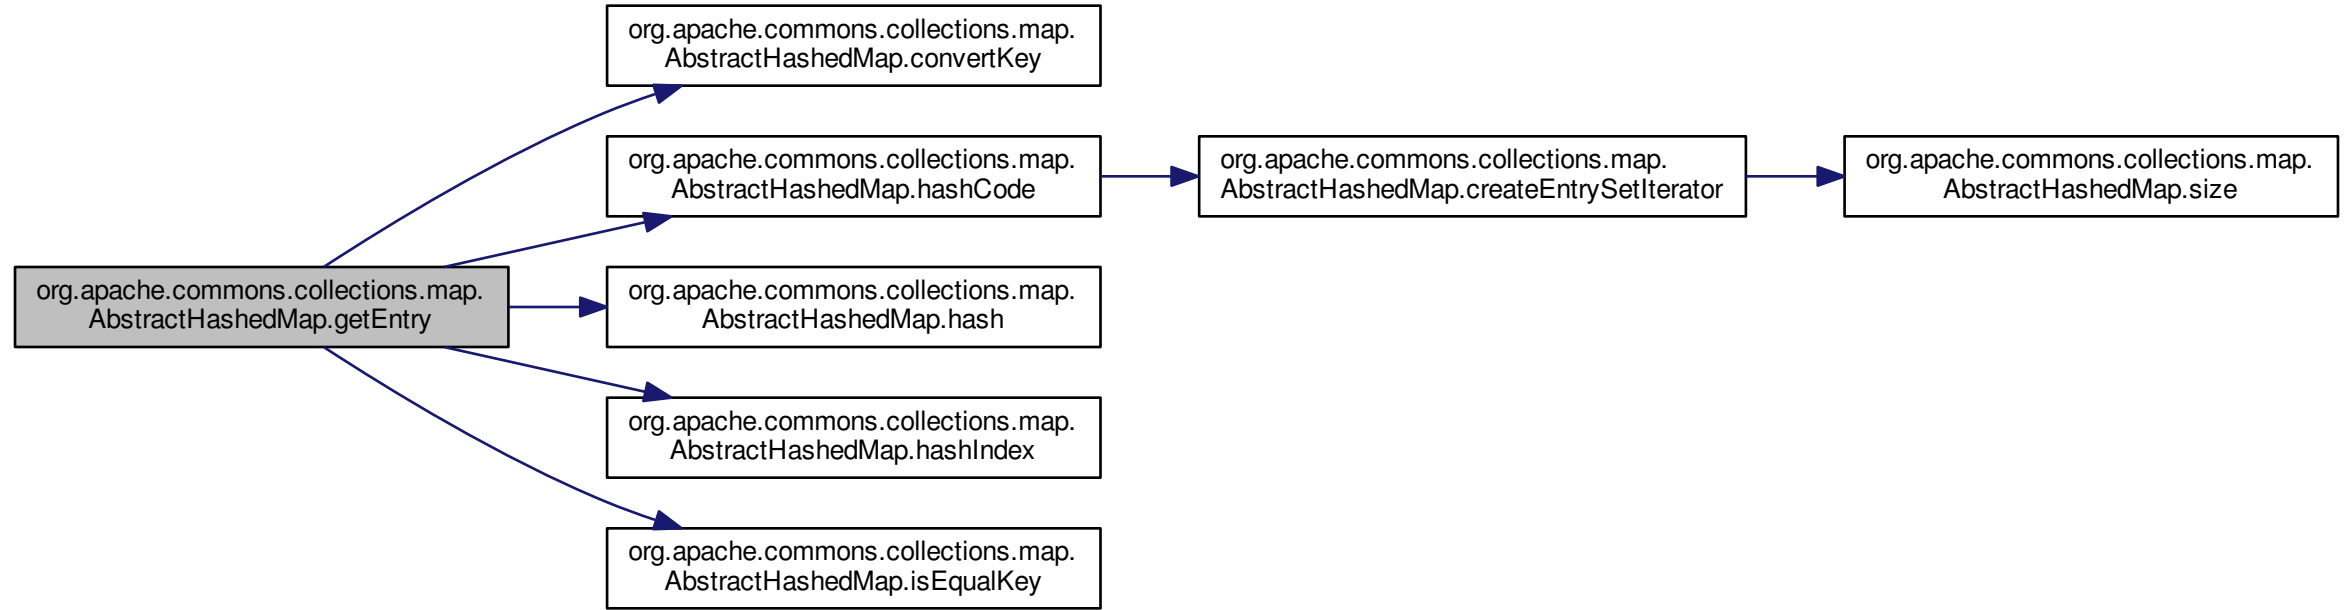 org.apache.commons.collections.map.
AbstractHashedMap.getEntry
org.apache.commons.collections.map.
AbstractHashedMap.convertKey
org.apache.commons.collections.map.
AbstractHashedMap.hashCode
org.apache.commons.collections.map.
AbstractHashedMap.createEntrySetIterator
org.apache.commons.collections.map.
AbstractHashedMap.size
org.apache.commons.collections.map.
AbstractHashedMap.hash
org.apache.commons.collections.map.
AbstractHashedMap.hashIndex
org.apache.commons.collections.map.
AbstractHashedMap.isEqualKey